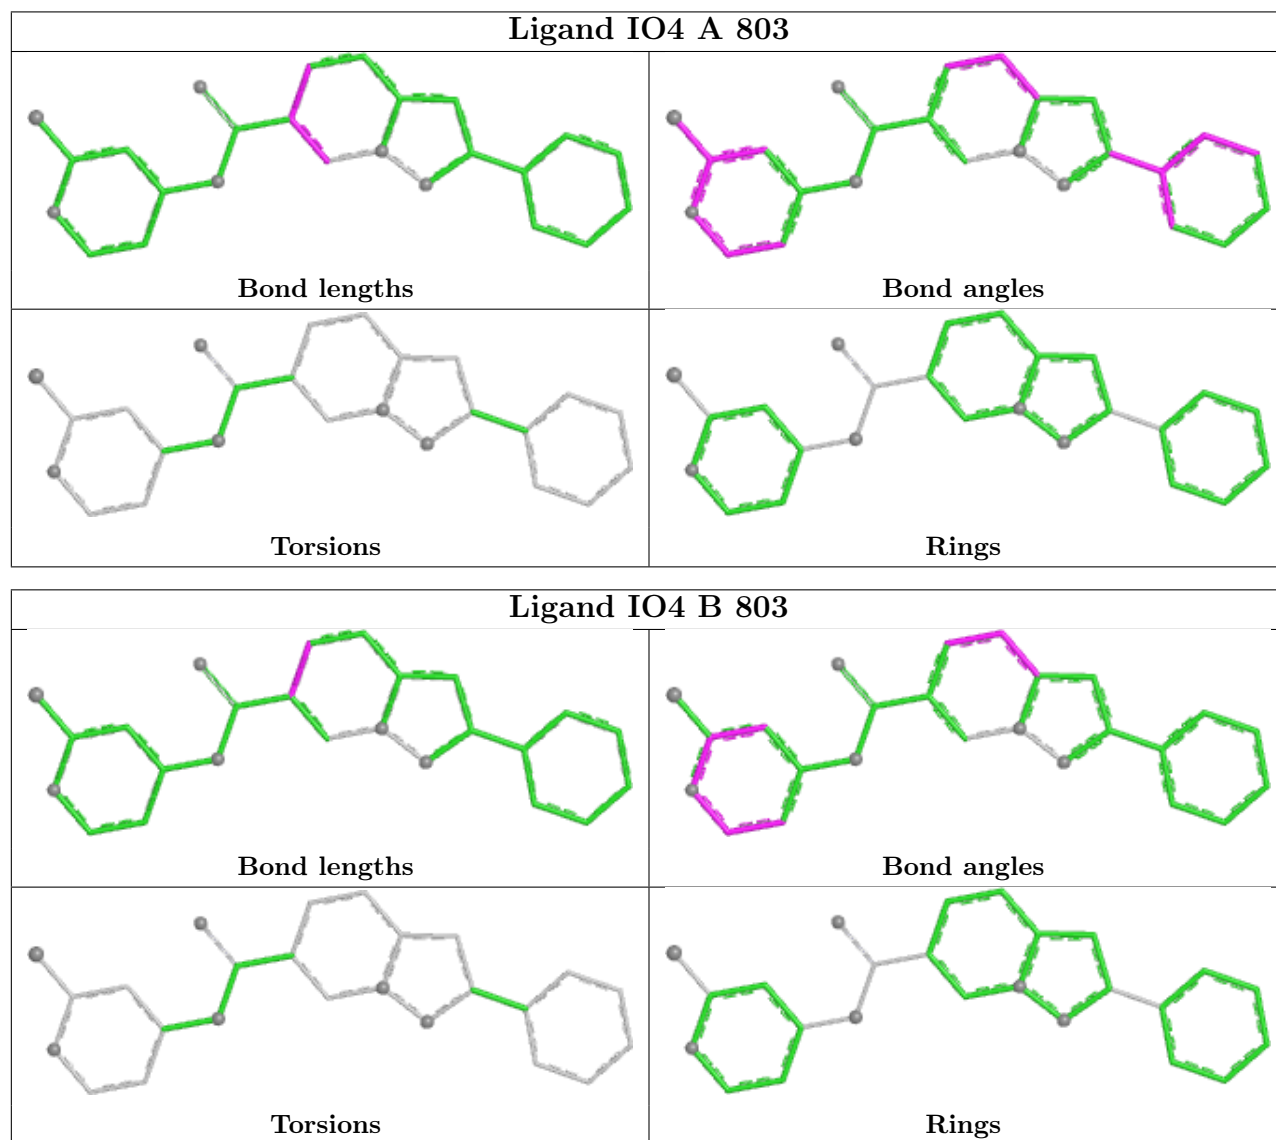 Ligand IO4 A 803
Bond lengths
Bond angles
Torsions
Rings
Ligand IO4 B 803
Bond lengths
Bond angles
Torsions
Rings